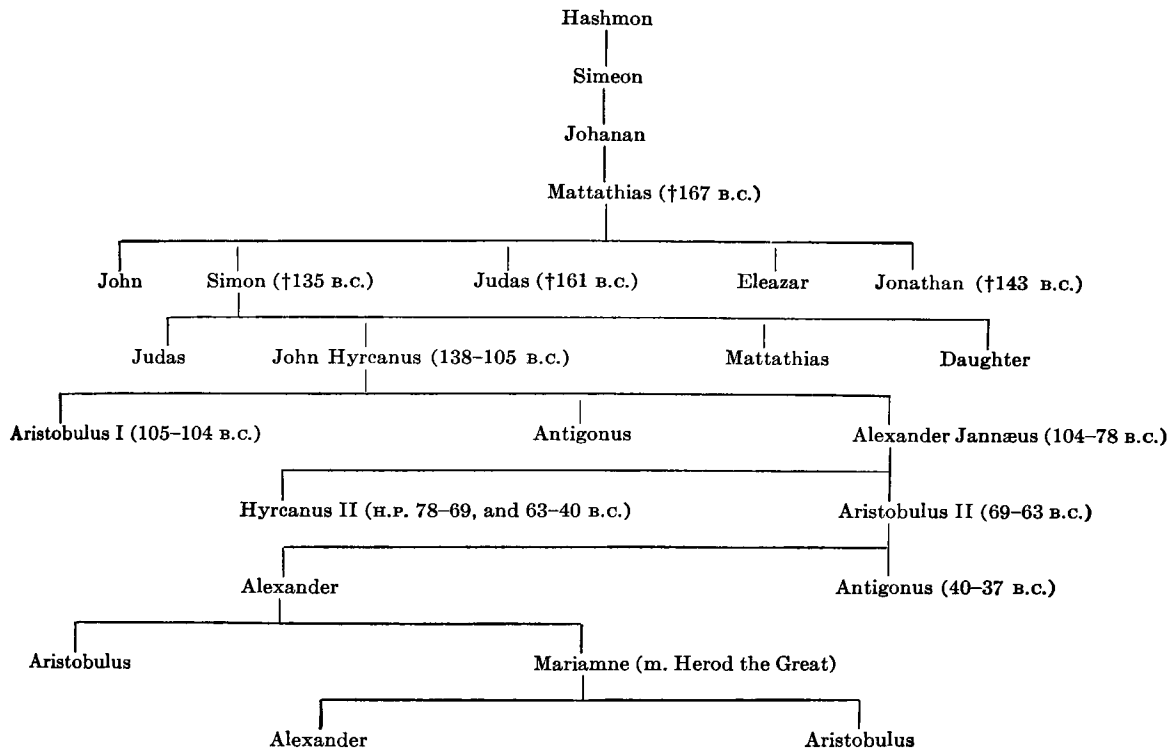 Hashmon
Simeon
Johanan
Mattathias (†167 B.C.)
John Simon (†135 B.C.) Judas (†161 B.C.) Eleazar Jonathan (†143 B.C.)
Judas John Hyrcanus (138–105 B.C.) Mattathias Daughter
Aristobulus I (105–104 B.C.) Antigonus Alexander Jannæus (104–78 B.C.)
Hyrcanus II (H.P. 78–69, and 63–40 B.C.) Aristobulus II (69–63 B.C.)
Alexander Antigonus (40–37 B.C.)
Aristobulus Mariamne (m. Herod the Great)
Alexander Aristobulus